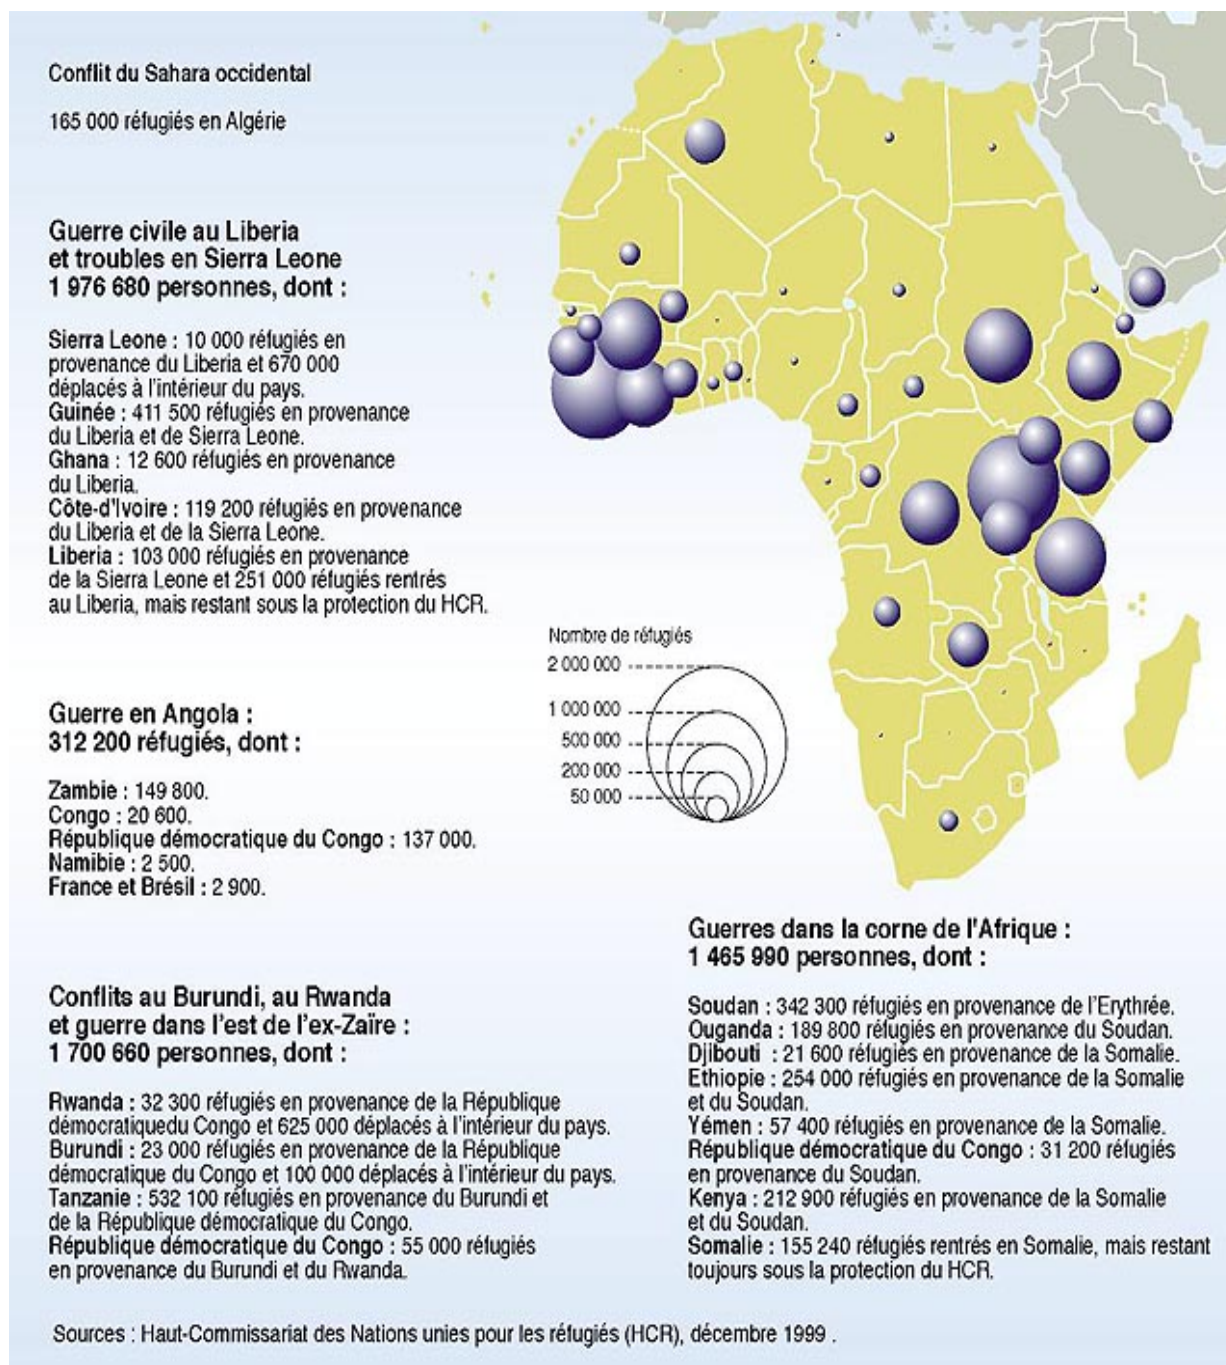 Conflit du Sahara occidental
165 000 réfugiés en Algérie
Guerre civile au Liberia
et troubles en Sierra Leone
1 976 680 personnes, dont :
Sierra Leone : 10 000 réfugiés en
provenance du Liberia et 670 000
déplacés à l'intérieur du pays.
Guinée : 411 500 réfugiés en provenance
du Liberia et de Sierra Leone.
Ghana : 12 600 réfugiés en provenance
du Liberia.
Côte-d'Ivoire : 119 200 réfugiés en provenance
du Liberia et de la Sierra Leone.
Liberia : 103 000 réfugiés en provenance
de la Sierra Leone et 251 000 réfugiés rentrés
au Liberia, mais restant sous la protection du HCR.
Nombre de réfugiés
2 000 000
1 000 000
500 000
200 000
50 000
Guerre en Angola :
312 200 réfugiés, dont :
Zambie : 149 800.
Congo : 20 600.
République démocratique du Congo : 137 000.
Namibie : 2 500.
France et Brésil : 2 900.
Conflits au Burundi, au Rwanda
et guerre dans l'est de l'ex-Zaïre :
1 700 660 personnes, dont :
Rwanda : 32 300 réfugiés en provenance de la République
démocratiquedu Congo et 625 000 déplacés à l'intérieur du pays.
Burundi : 23 000 réfugiés en provenance de la République
démocratique du Congo et 100 000 déplacés à l'intérieur du pays.
Tanzanie : 532 100 réfugiés en provenance du Burundi et
de la République démocratique du Congo.
République démocratique du Congo : 55 000 réfugiés
en provenance du Burundi et du Rwanda.
Guerres dans la corne de l'Afrique :
1 465 990 personnes, dont :
Soudan : 342 300 réfugiés en provenance de l'Erythrée.
Ouganda : 189 800 réfugiés en provenance du Soudan.
Djibouti : 21 600 réfugiés en provenance de la Somalie.
Ethiopie : 254 000 réfugiés en provenance de la Somalie
et du Soudan.
Yémen : 57 400 réfugiés en provenance de la Somalie.
République démocratique du Congo : 31 200 réfugiés
en provenance du Soudan.
Kenya : 212 900 réfugiés en provenance de la Somalie
et du Soudan.
Somalie : 155 240 réfugiés rentrés en Somalie, mais restant
toujours sous la protection du HCR.
Sources : Haut-Commissariat des Nations unies pour les réfugiés (HCR), décembre 1999 .